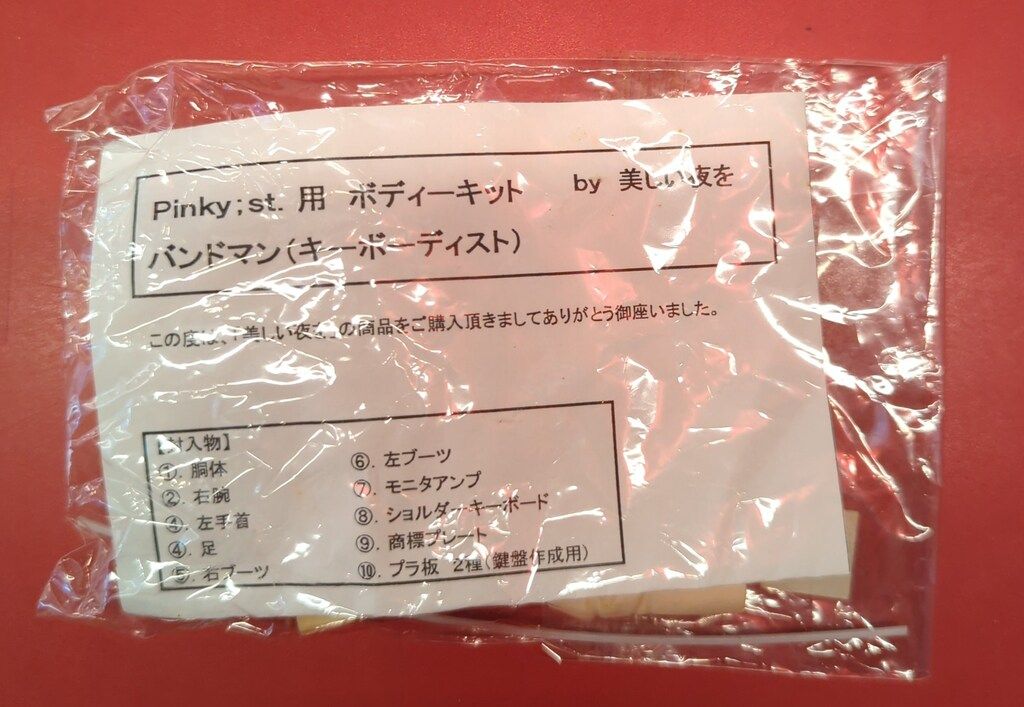 Pinky;st. 用 ボディーキット by 美しい夜を
バンドマン(キーボーディスト)
この度は、「美しい夜を」の商品をご購入頂きましてありがとう御座いました。
【封入物】
①. 胴体
②. 右腕
④. 左手首
④. 足
⑤. 右ブーツ
⑥. 左ブーツ
⑦. モニタアンプ
⑧. ショルダーキーボード
⑨. 商標プレート
⑩. プラ板 2種(鍵盤作成用)